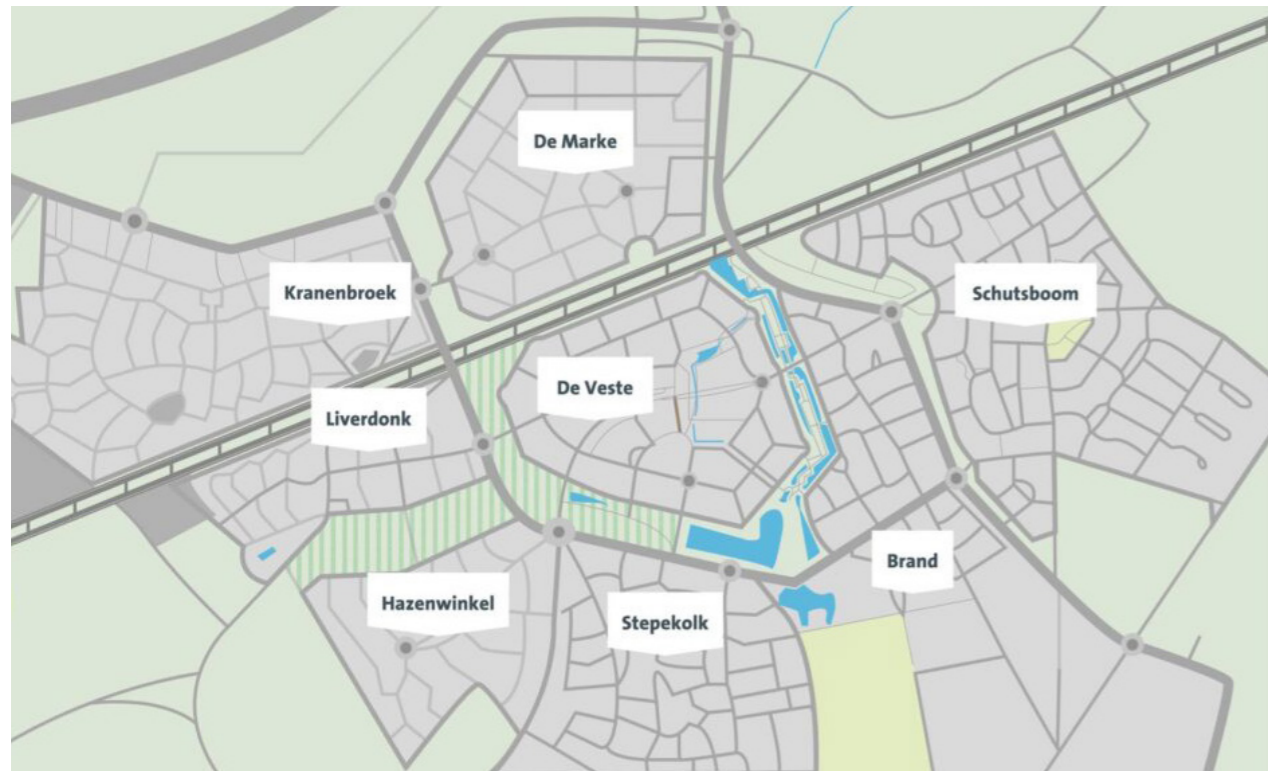 De Marke
Kranenbroek
Schutsboom
De Veste
Liverdonk
Brand
Hazenwinkel
Stepekolk